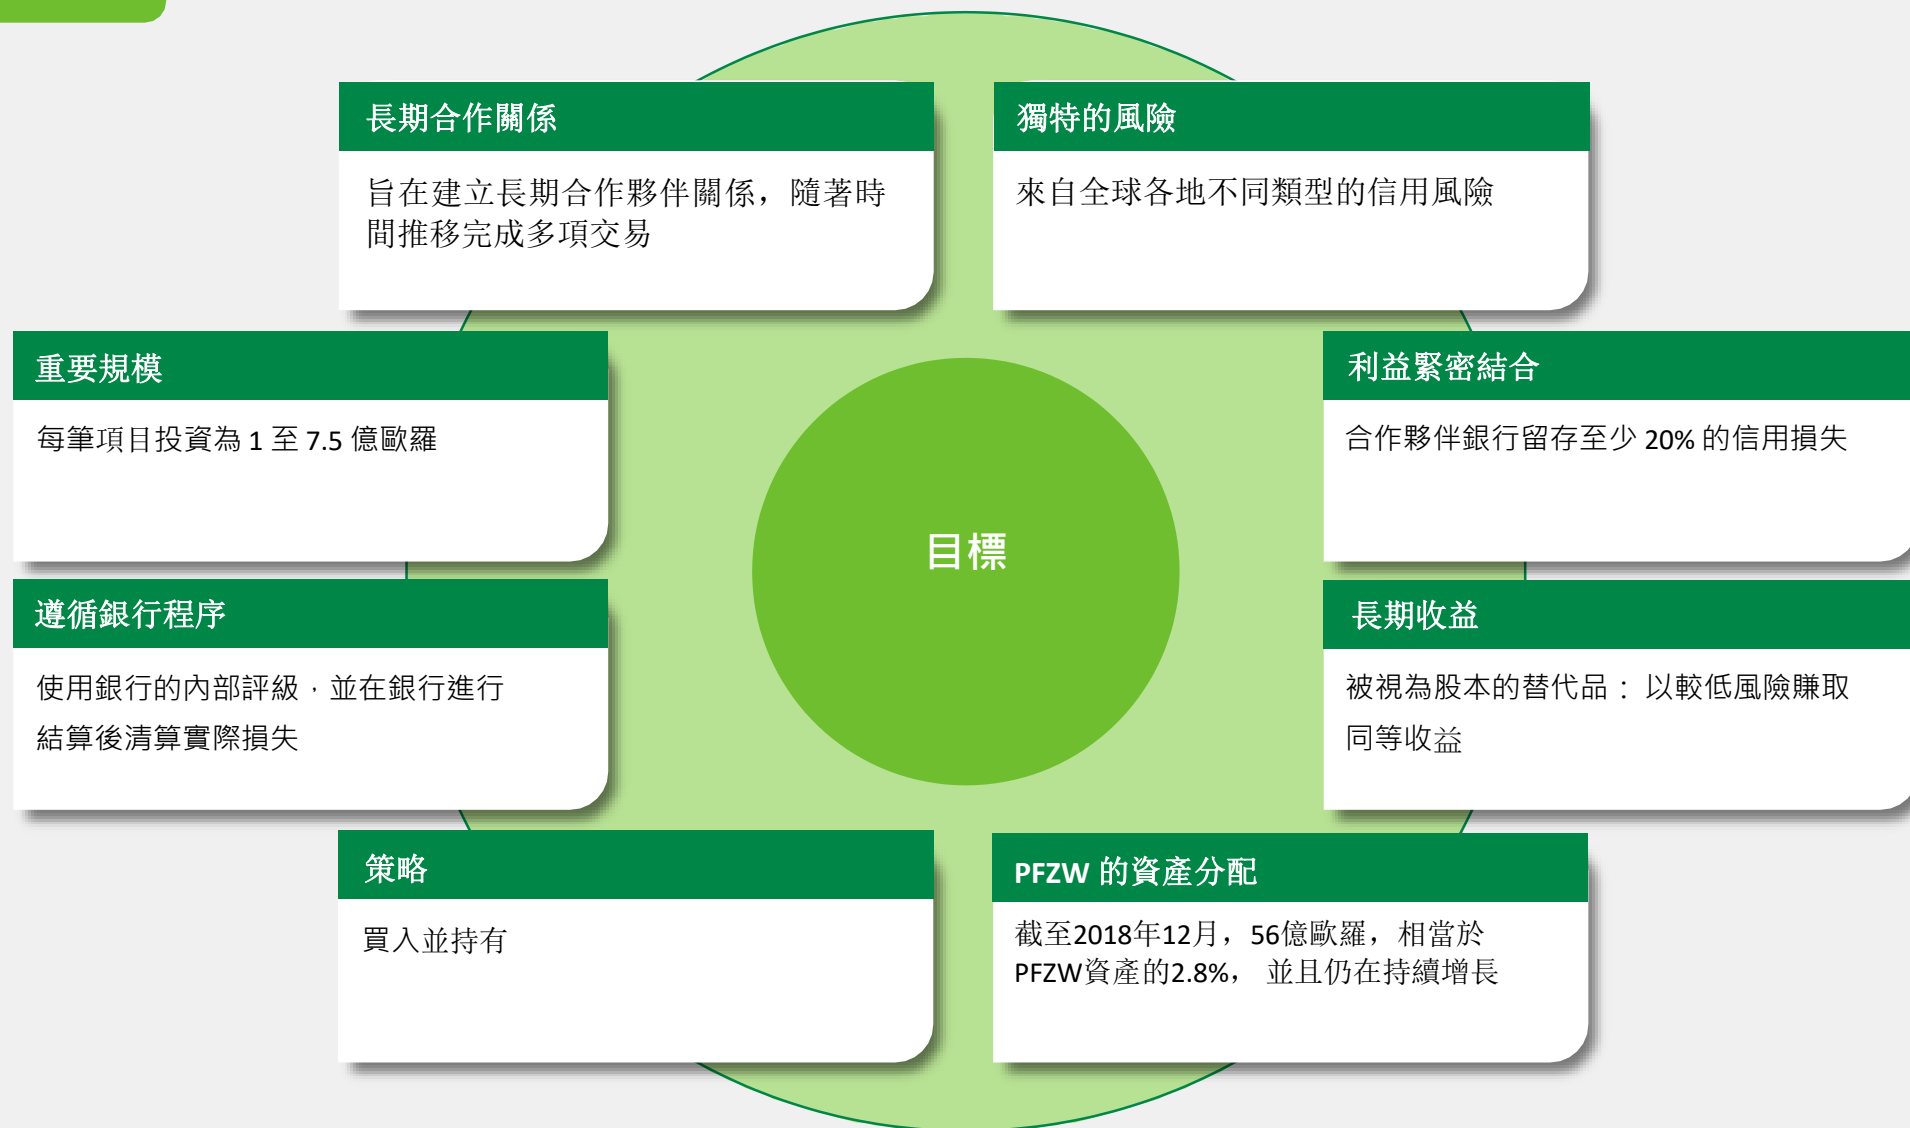 長期合作關係
旨在建立長期合作夥伴關係，隨著時
間推移完成多項交易
獨特的風險
來自全球各地不同類型的信用風險
重要規模
每筆項目投資為 1 至 7.5 億歐羅
利益緊密結合
合作夥伴銀行留存至少 20% 的信用損失
目標
遵循銀行程序
使用銀行的內部評級，並在銀行進行
結算後清算實際損失
長期收益
被視為股本的替代品： 以較低風險賺取
同等收益
策略
買入並持有
PFZW 的資產分配
截至2018年12月，56億歐羅，相當於
PFZW資產的2.8%， 並且仍在持續增長